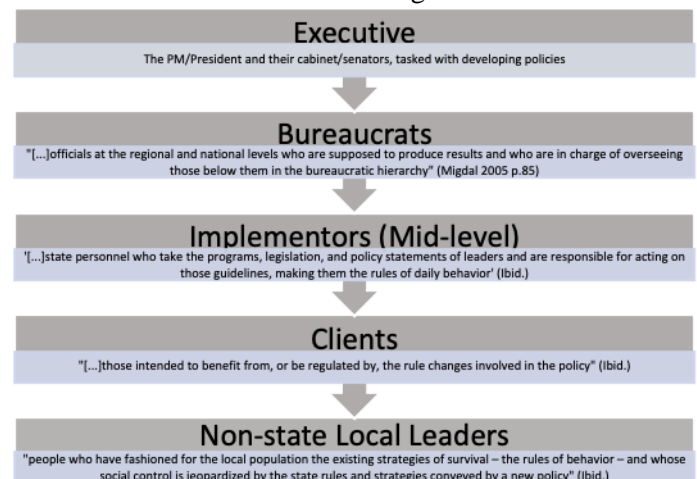 Executive
The PM/President and their cabinet/senators, tasked with developing policies
Bureaucrats
"[...]officials at the regional and national levels who are supposed to produce results and who are in charge of overseeing
those below them in the bureaucratic hierarchy" (Migdal 2005 p.85)
Implementors (Mid-level)
'[...]state personnel who take the programs, legislation, and policy statements of leaders and are responsible for acting on
those guidelines, making them the rules of daily behavior' (Ibid.)
Clients
"[...]those intended to benefit from, or be regulated by, the rule changes involved in the policy" (Ibid.)
Non-state Local Leaders
"people who have fashioned for the local population the existing strategies of survival – the rules of behavior – and whose
social control is jeopardized by the state rules and strategies conveyed by a new policy" (Ibid.)